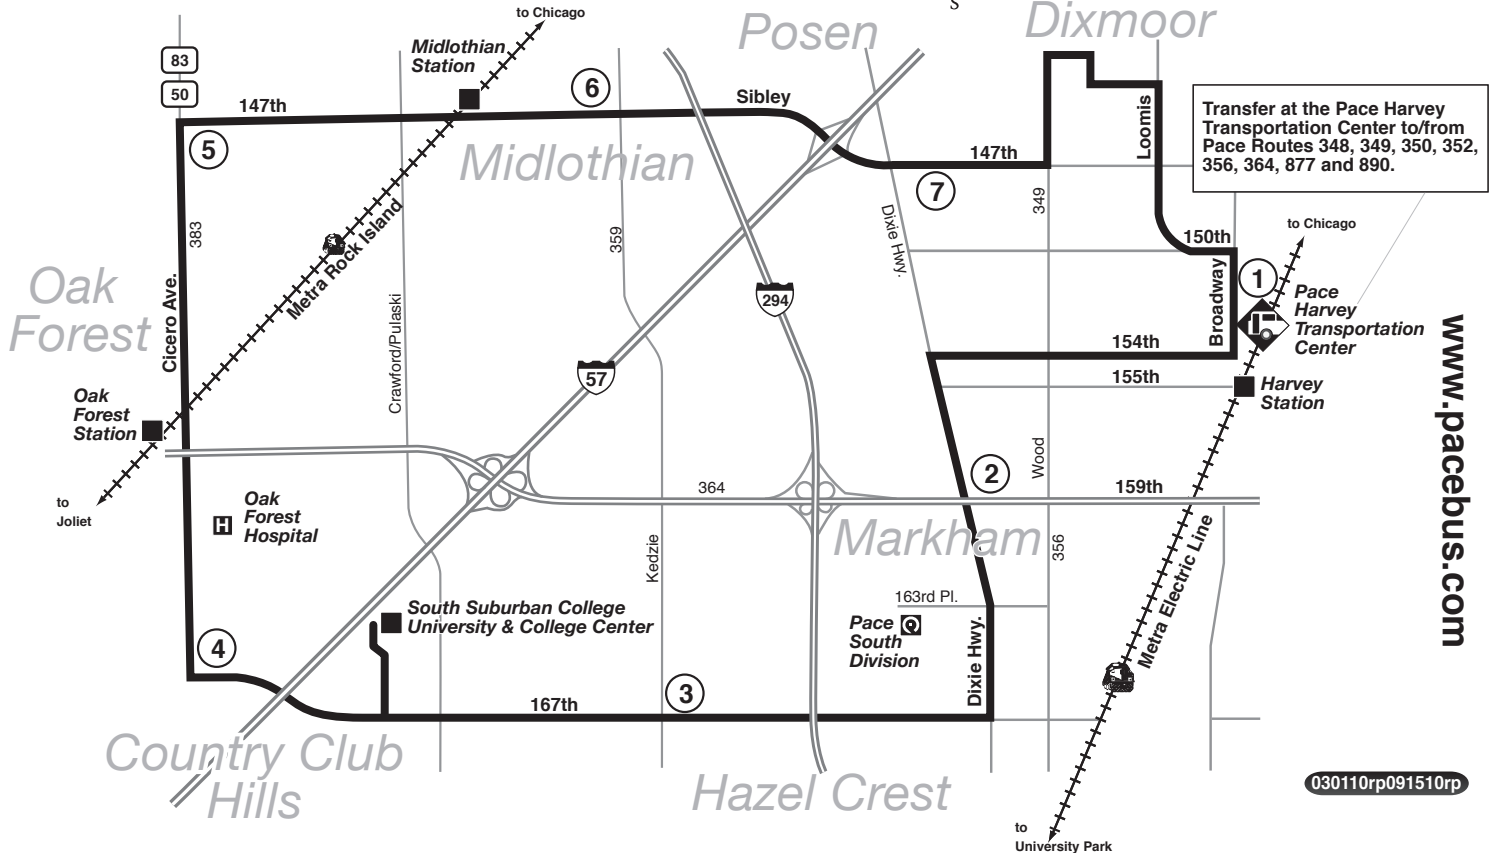 s
to Chicago
Dixmoor
Posen
Midlothian
Station
83
50
147th
6
Sibley
5
Midlothian
147th
7
Loomis
Transfer at the Pace Harvey
Transportation Center to/from
Pace Routes 348, 349, 350, 352,
356, 364, 877 and 890.
349
383
Metra Rock Island
359
Dixie Hwy.
150th
to Chicago
Oak
Forest
Cicero Ave.
Crawford/Pulaski
294
57
Broadway
1
Pace
Harvey
Transportation
Center
154th
155th
Harvey
Station
www.pacebus.com
Oak
Forest
Station
to
Joliet
Oak
Forest
Hospital
H
364
2
Wood
159th
Markham
356
Kedzie
Metra Electric Line
163rd Pl.
South Suburban College
University & College Center
Pace
South
Division
Dixie Hwy.
4
167th
3
Country Club
Hills
Hazel Crest
030110rp091510rp
to
University Park